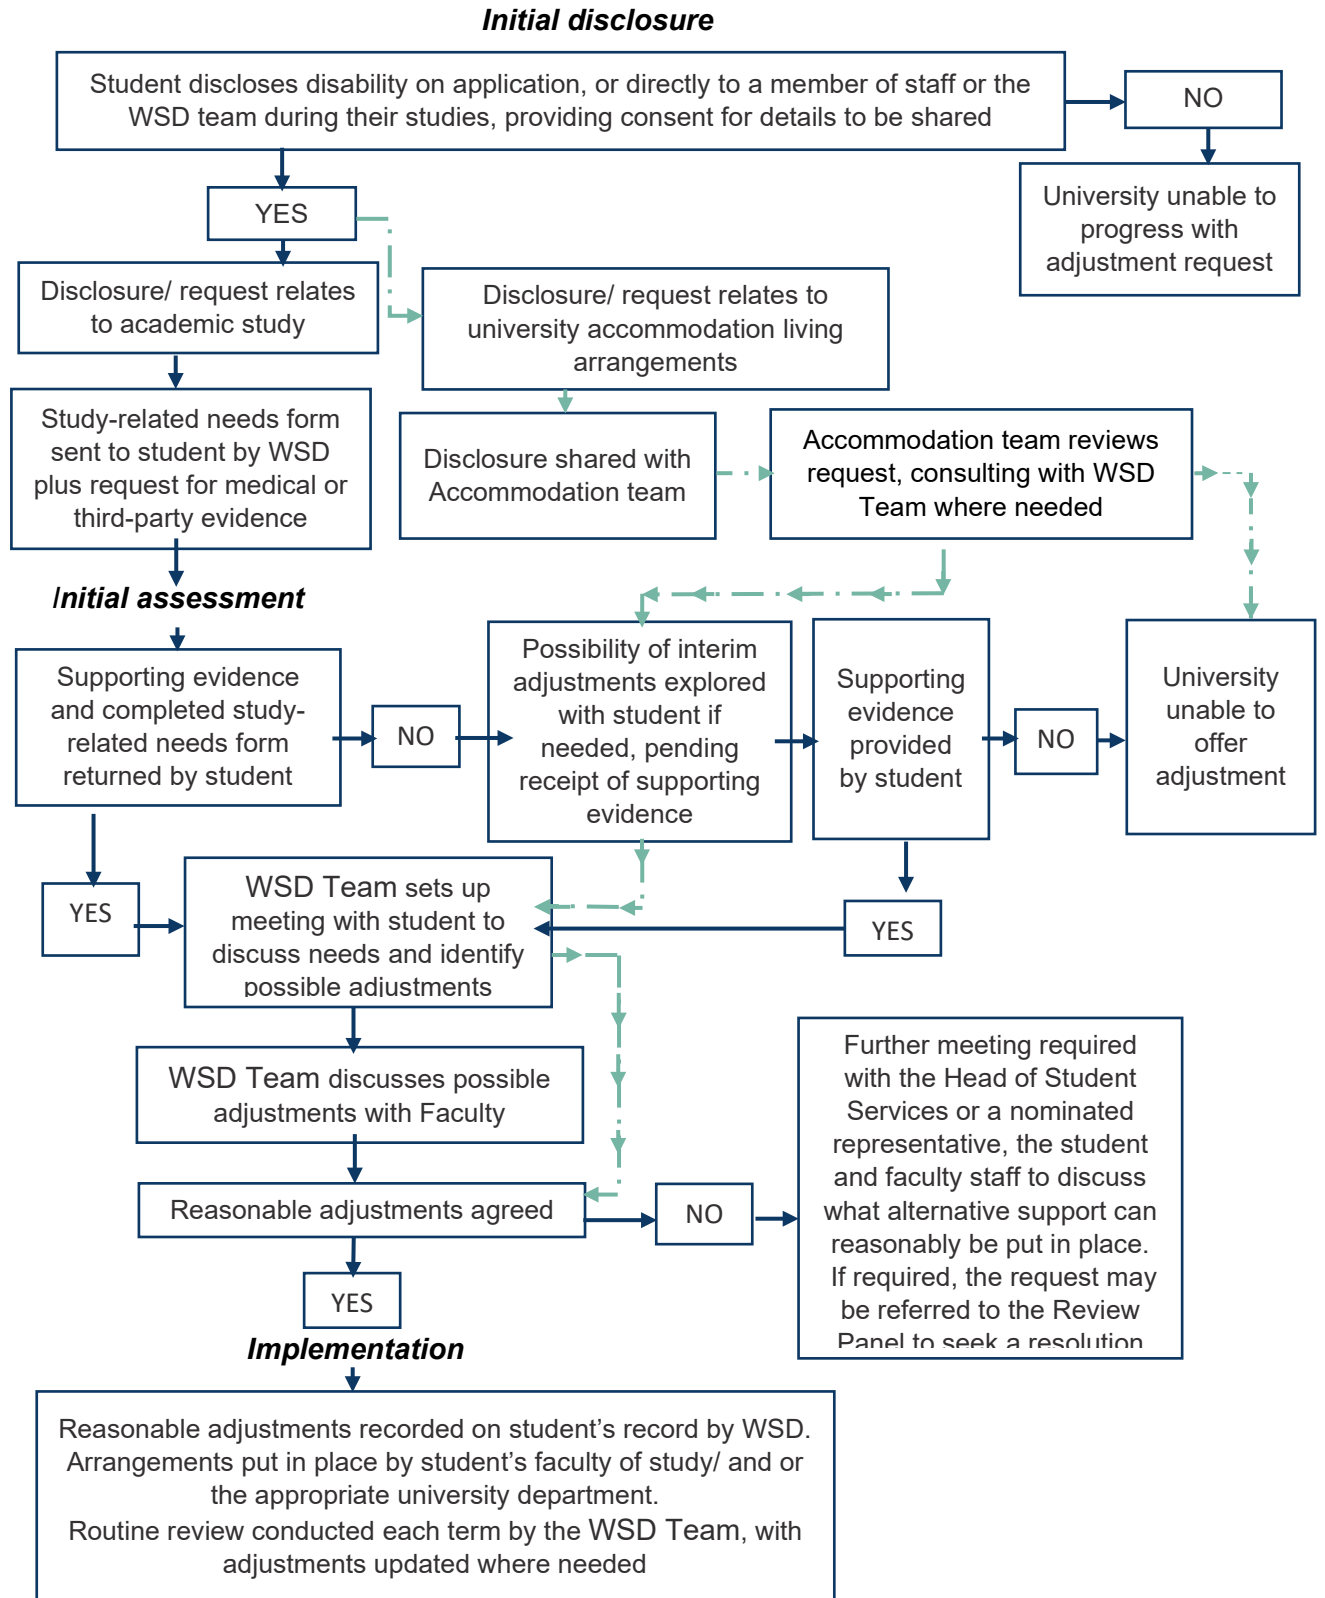 Initial disclosure
Student discloses disability on application, or directly to a member of staff or the
WSD team during their studies, providing consent for details to be shared
NO
University unable to
progress with
adjustment request
YES
Disclosure/ request relates
to academic study
Disclosure/ request relates to
university accommodation living
arrangements
Study-related needs form
sent to student by WSD
plus request for medical or
third-party evidence
Disclosure shared with
Accommodation team
Accommodation team reviews
request, consulting with WSD
Team where needed
Initial assessment
Supporting evidence
and completed study-
related needs form
returned by student
NO
Possibility of interim
adjustments explored
with student if
needed, pending
receipt of supporting
evidence
Supporting
evidence
provided
by student
NO
University
unable to
offer
adjustment
YES
WSD Team sets up
meeting with student to
discuss needs and identify
possible adjustments
YES
WSD Team discusses possible
adjustments with Faculty
Reasonable adjustments agreed
NO
Further meeting required
with the Head of Student
Services or a nominated
representative, the student
and faculty staff to discuss
what alternative support can
reasonably be put in place.
If required, the request may
be referred to the Review
Panel to seek a resolution
YES
Implementation
Reasonable adjustments recorded on student’s record by WSD.
Arrangements put in place by student’s faculty of study/ and or
the appropriate university department.
Routine review conducted each term by the WSD Team, with
adjustments updated where needed